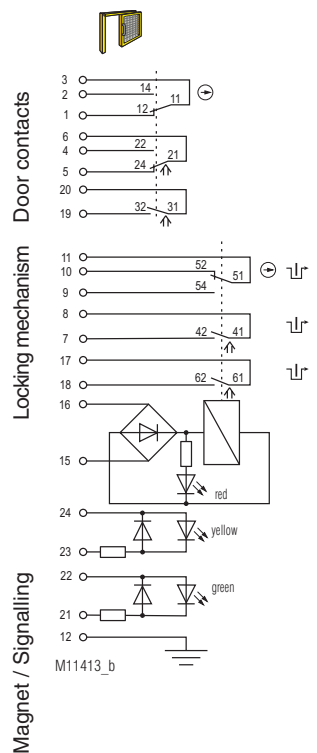 Door contacts
3
2 14
11
1 12
6
4 22
21
5 24
20
19 32 31
Locking mechanism
11
10 52
51
9 54
8
7 42 41
17
18 62 61
Magnet / Signalling
16
15
red
24
yellow
23
22
green
21
12
M11413_b